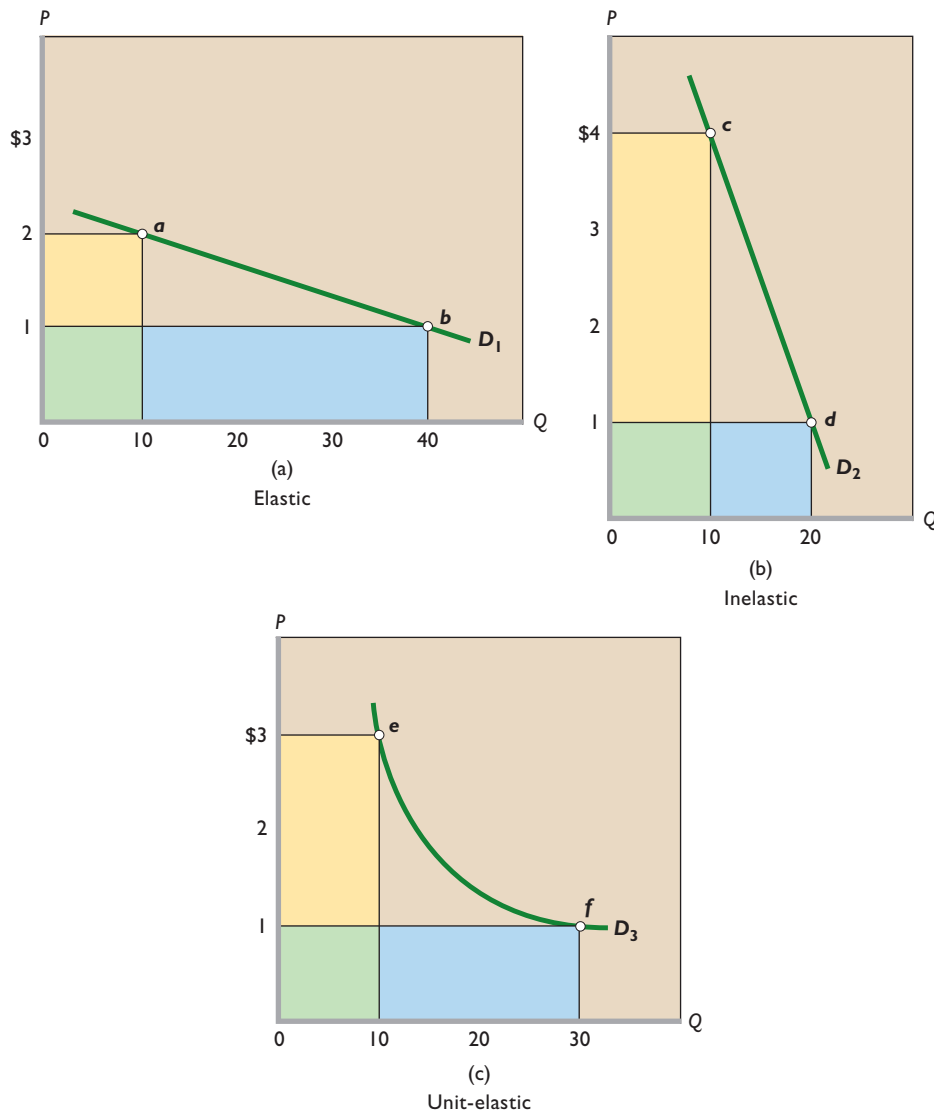 P
$3
2
1
a
b
D1
0 10 20 30 40 Q
(a)
Elastic
P
$4
3
2
1
c
d
D2
0 10 20 Q
(b)
Inelastic
P
$3
2
1
e
f
D3
0 10 20 30 Q
(c)
Unit-elastic